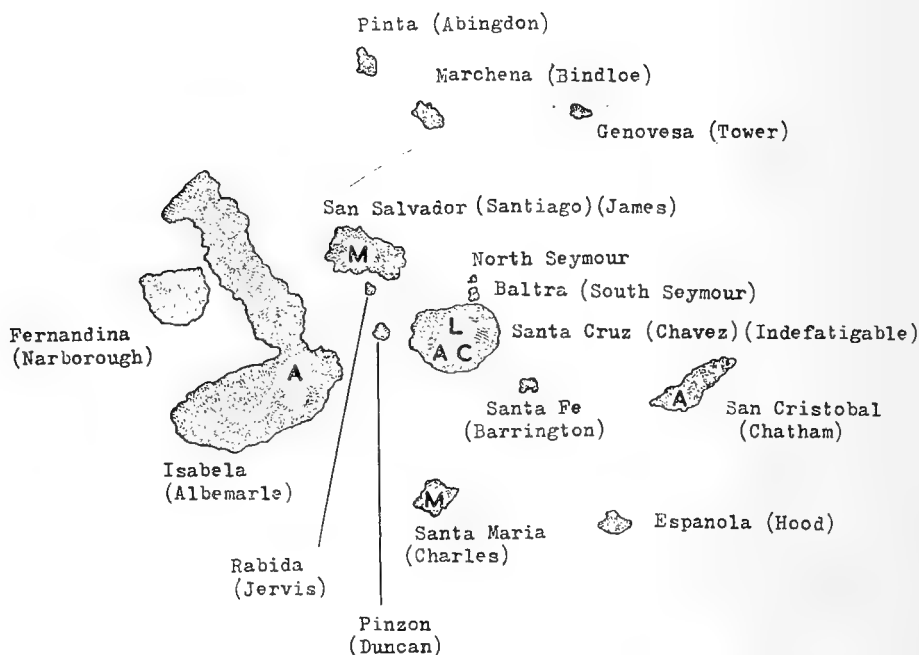 Pinta (Abingdon)
Marchena (Bindloe)
Genovesa (Tower)
San Salvador (Santiago)(James)
M
North Seymour
Baltra (South Seymour)
Fernandina
(Narborough)
L
A C
Santa Cruz (Chavez)(Indefatigable)
A
Santa Fe
(Barrington)
A
San Cristobal
(Chatham)
Isabela
(Albemarle)
M
Santa Maria
(Charles)
Espanola (Hood)
Rabida
(Jervis)
Pinzon
(Duncan)